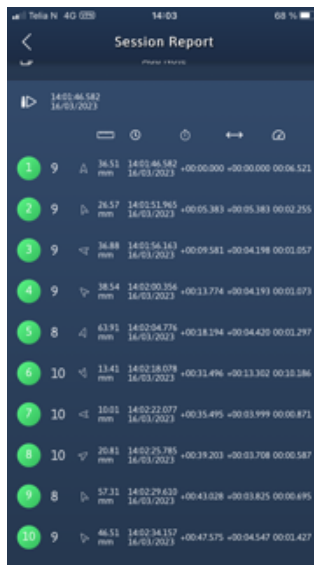 Telia N 4G VPN 14:03 68 %
Session Report
Add Note
14:01:46.582
16/03/2023
1 9 36.51 mm 14:01:46.582 16/03/2023 +00:00.000 +00:00.000 00:06.521
2 9 26.57 mm 14:01:51.965 16/03/2023 +00:05.383 +00:05.383 00:02.255
3 9 36.88 mm 14:01:56.163 16/03/2023 +00:09.581 +00:04.198 00:01.057
4 9 38.54 mm 14:02:00.356 16/03/2023 +00:13.774 +00:04.193 00:01.073
5 8 63.91 mm 14:02:04.776 16/03/2023 +00:18.194 +00:04.420 00:01.297
6 10 13.41 mm 14:02:18.078 16/03/2023 +00:31.496 +00:13.302 00:10.186
7 10 10.01 mm 14:02:22.077 16/03/2023 +00:35.495 +00:03.999 00:00.871
8 10 20.81 mm 14:02:25.785 16/03/2023 +00:39.203 +00:03.708 00:00.587
9 8 57.31 mm 14:02:29.610 16/03/2023 +00:43.028 +00:03.825 00:00.695
10 9 46.51 mm 14:02:34.157 16/03/2023 +00:47.575 +00:04.547 00:01.427